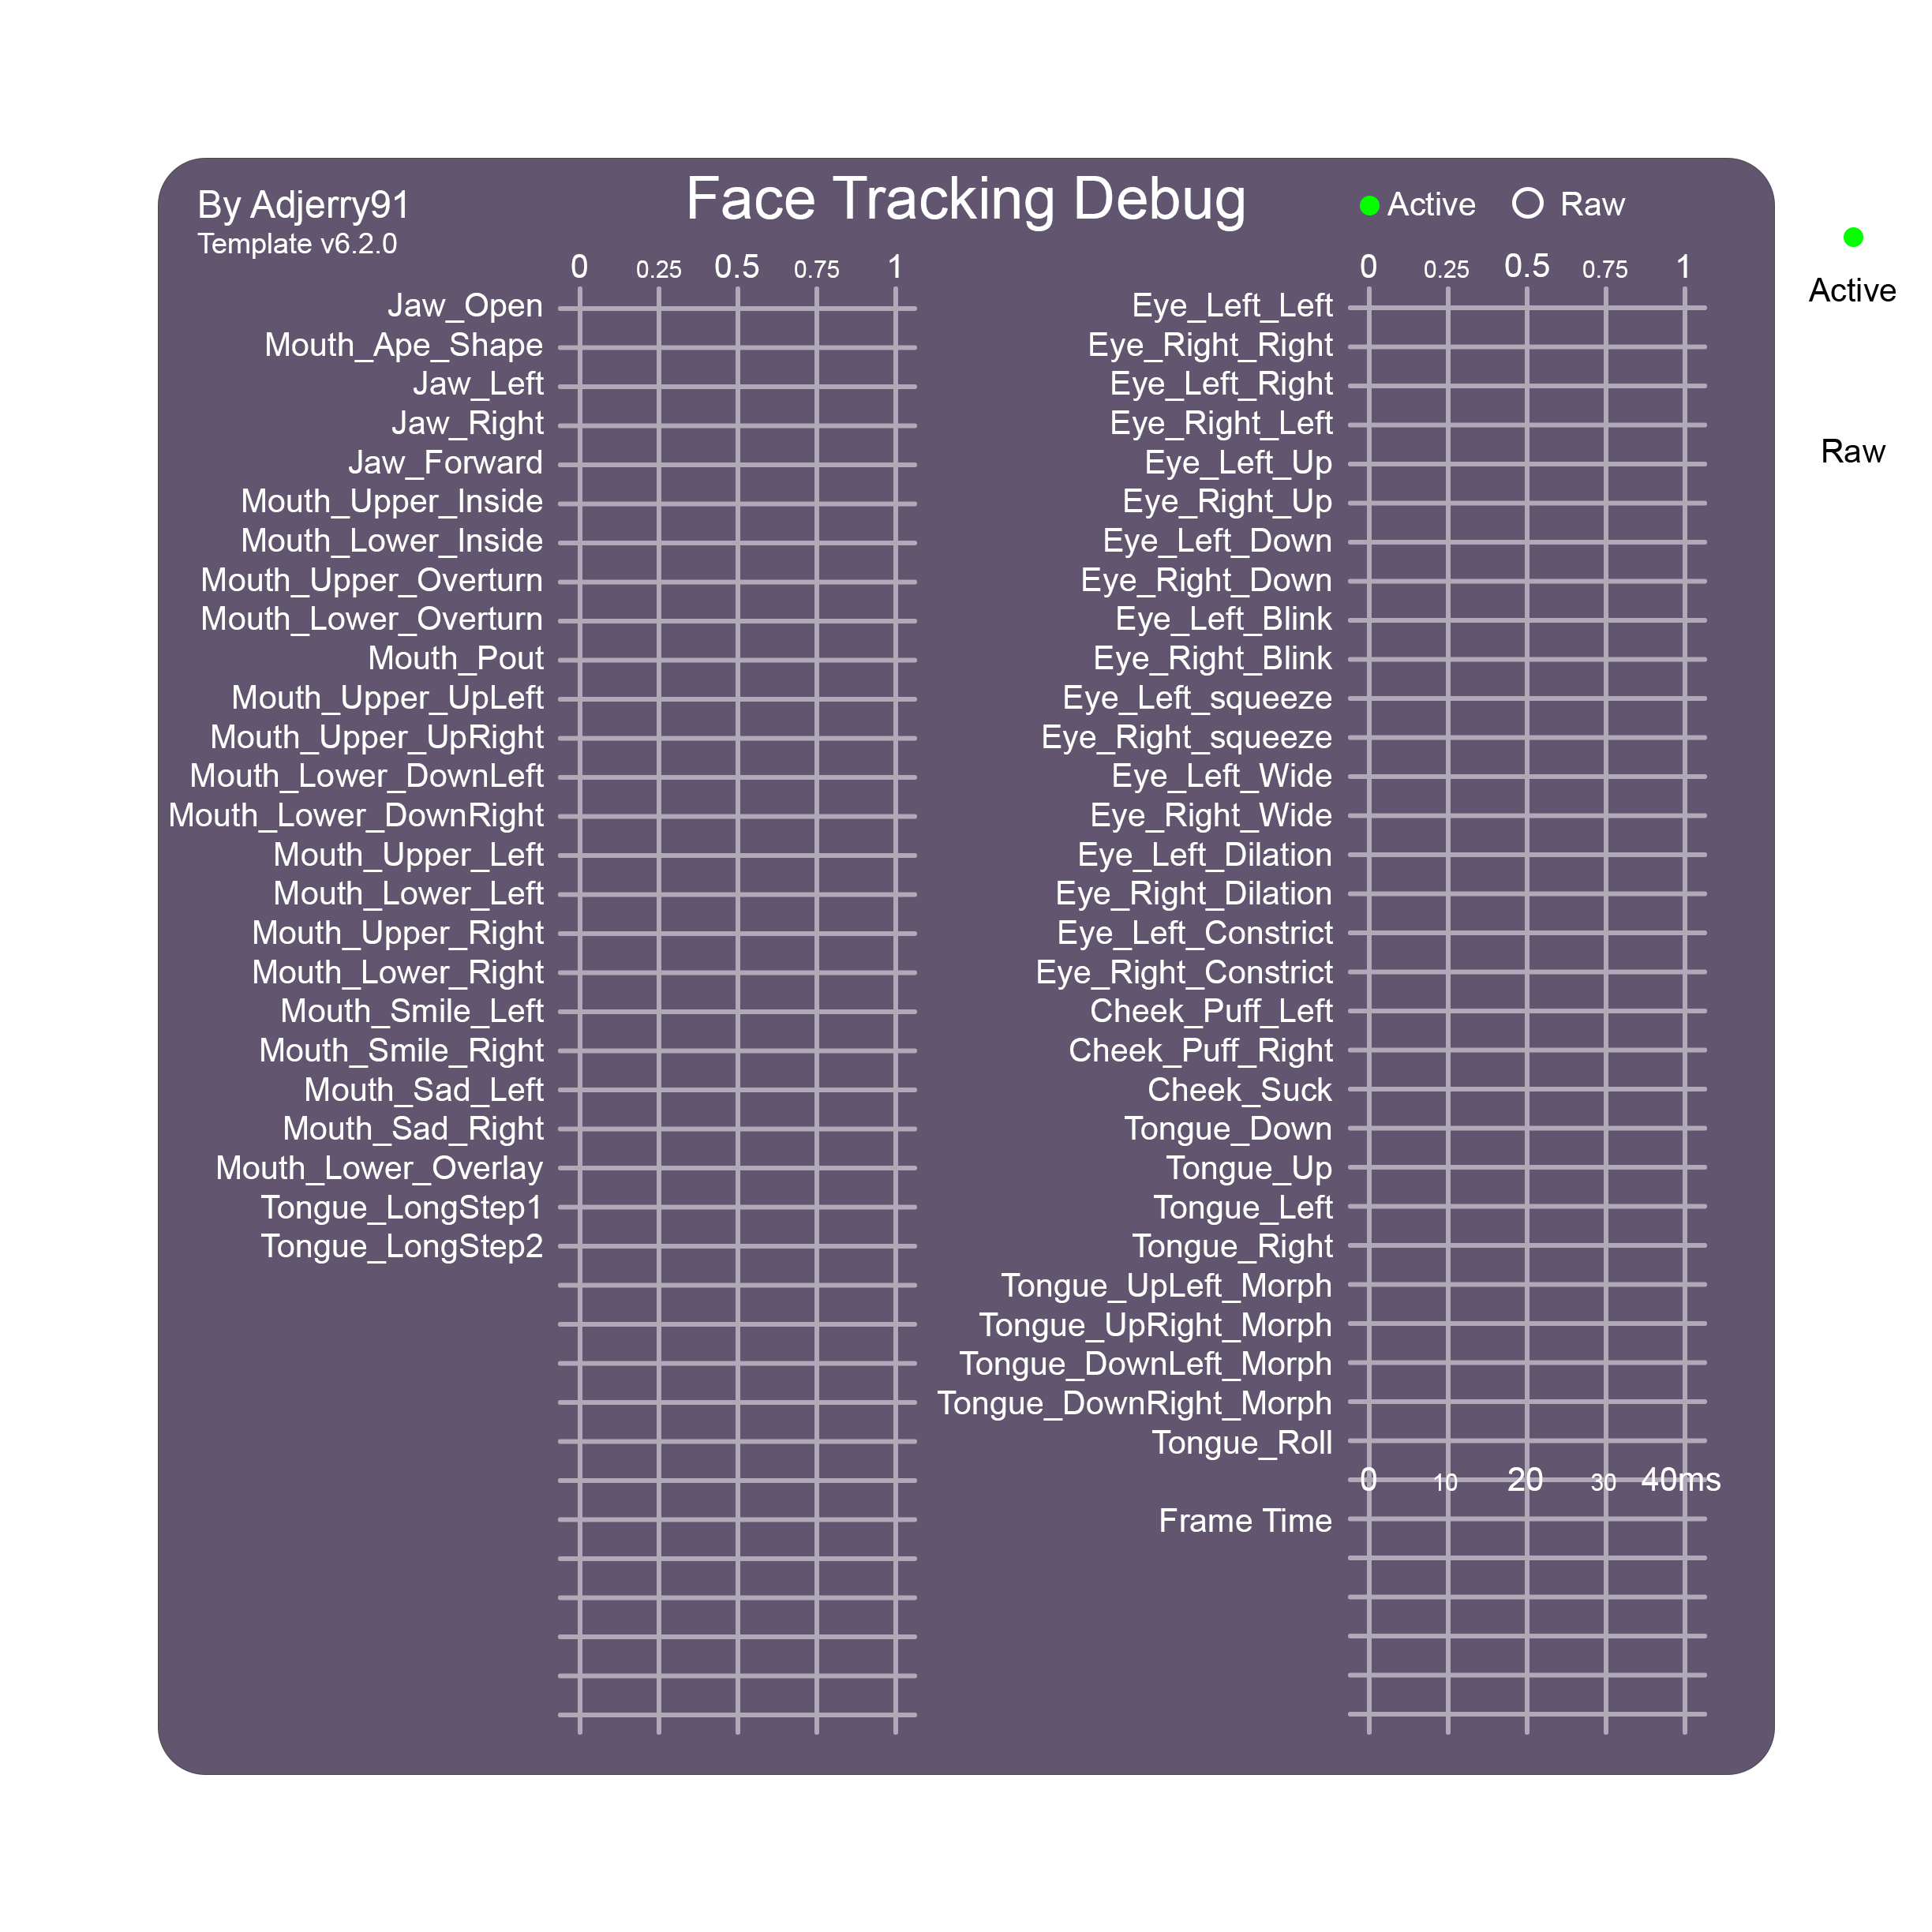 By Adjerry91
Template v6.2.0
Face Tracking Debug
Active
Raw
0 0.25 0.5 0.75 1
Jaw_Open
Mouth_Ape_Shape
Jaw_Left
Jaw_Right
Jaw_Forward
Mouth_Upper_Inside
Mouth_Lower_Inside
Mouth_Upper_Overturn
Mouth_Lower_Overturn
Mouth_Pout
Mouth_Upper_UpLeft
Mouth_Upper_UpRight
Mouth_Lower_DownLeft
Mouth_Lower_DownRight
Mouth_Upper_Left
Mouth_Lower_Left
Mouth_Upper_Right
Mouth_Lower_Right
Mouth_Smile_Left
Mouth_Smile_Right
Mouth_Sad_Left
Mouth_Sad_Right
Mouth_Lower_Overlay
Tongue_LongStep1
Tongue_LongStep2
0 0.25 0.5 0.75 1
Eye_Left_Left
Eye_Right_Right
Eye_Left_Right
Eye_Right_Left
Eye_Left_Up
Eye_Right_Up
Eye_Left_Down
Eye_Right_Down
Eye_Left_Blink
Eye_Right_Blink
Eye_Left_squeeze
Eye_Right_squeeze
Eye_Left_Wide
Eye_Right_Wide
Eye_Left_Dilation
Eye_Right_Dilation
Eye_Left_Constrict
Eye_Right_Constrict
Cheek_Puff_Left
Cheek_Puff_Right
Cheek_Suck
Tongue_Down
Tongue_Up
Tongue_Left
Tongue_Right
Tongue_UpLeft_Morph
Tongue_UpRight_Morph
Tongue_DownLeft_Morph
Tongue_DownRight_Morph
Tongue_Roll
0 10 20 30 40ms
Frame Time
Active
Raw